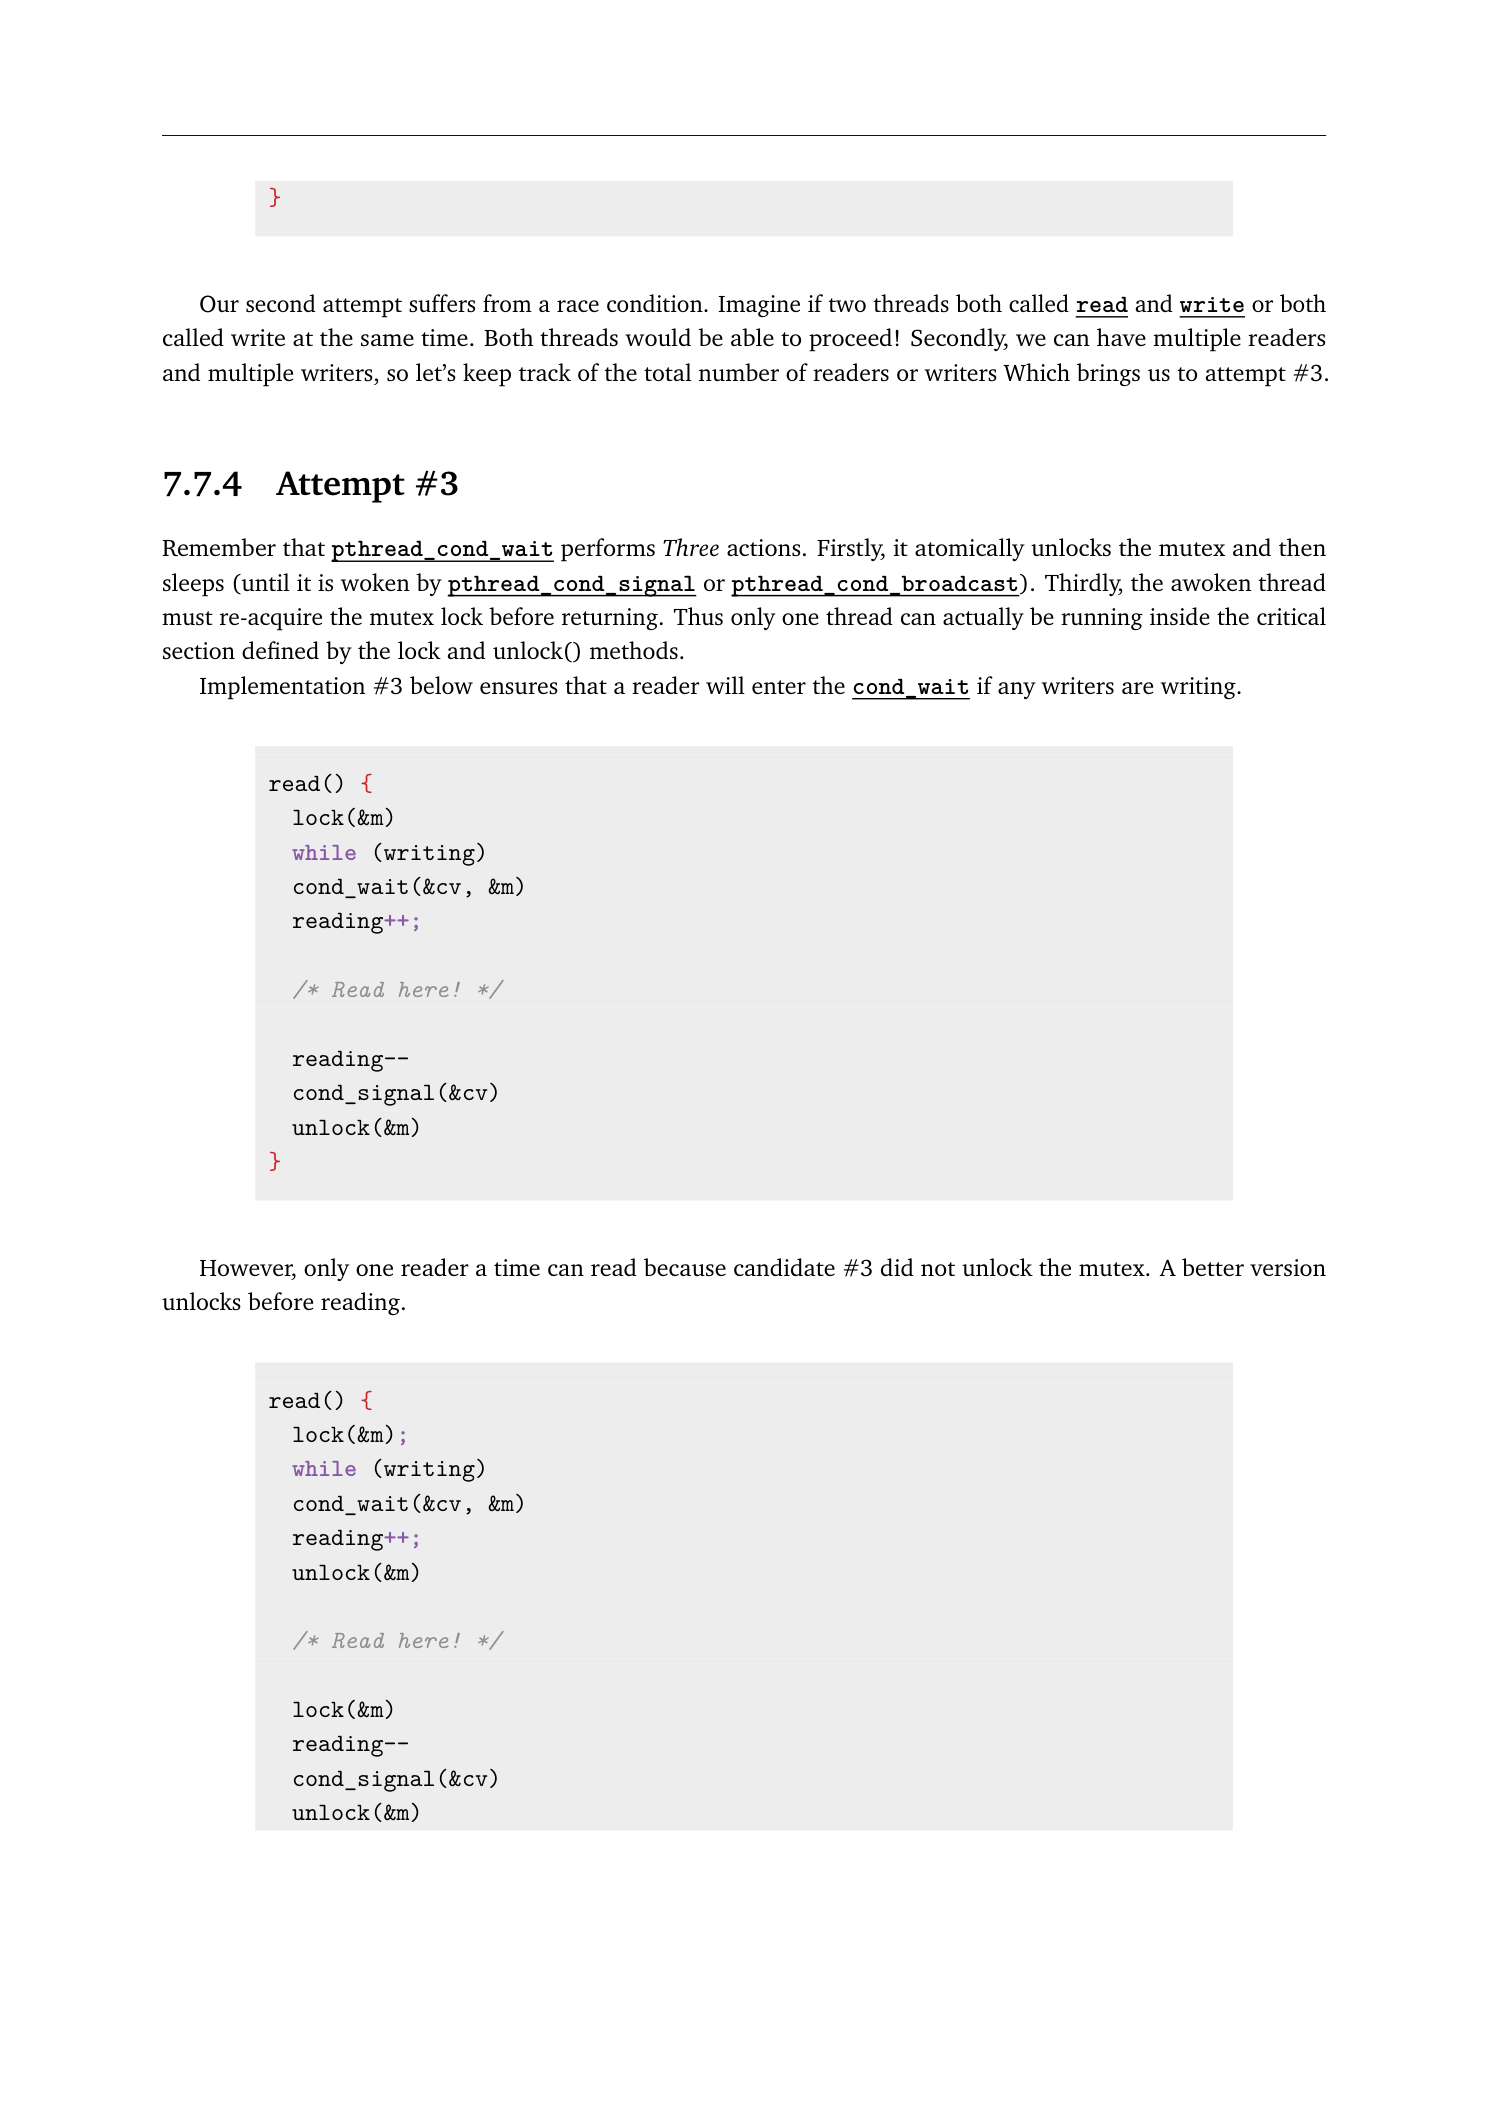 }
Our second attempt suffers from a race condition. Imagine if two threads both called read and write or both
called write at the same time. Both threads would be able to proceed! Secondly, we can have multiple readers
and multiple writers, so let’s keep track of the total number of readers or writers Which brings us to attempt #3.
7.7.4 Attempt #3
Remember that pthread_cond_wait performs Three actions. Firstly, it atomically unlocks the mutex and then
sleeps (until it is woken by pthread_cond_signal or pthread_cond_broadcast). Thirdly, the awoken thread
must re-acquire the mutex lock before returning. Thus only one thread can actually be running inside the critical
section defined by the lock and unlock() methods.
Implementation #3 below ensures that a reader will enter the cond_wait if any writers are writing.
read() {
lock(&m)
while (writing)
cond_wait(&cv, &m)
reading++;
/* Read here! */
reading--
cond_signal(&cv)
unlock(&m)
}
However, only one reader a time can read because candidate #3 did not unlock the mutex. A better version
unlocks before reading.
read() {
lock(&m);
while (writing)
cond_wait(&cv, &m)
reading++;
unlock(&m)
/* Read here! */
lock(&m)
reading--
cond_signal(&cv)
unlock(&m)